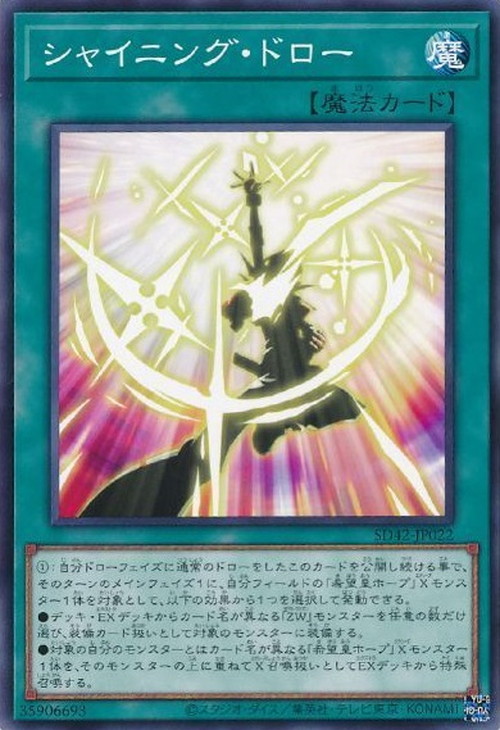 シャイニング・ドロー
魔
【魔法カード】
SD42-JP022
①:自分ドローフェイズに通常のドローをしたこのカードを公開し続ける事で、
そのターンのメインフェイズ1に、自分フィールドの「希望皇ホープ」Xモンス
ター1体を対象として、以下の効果から1つを選択して発動できる。
●デッキ・EXデッキからカード名が異なる「ZW」モンスターを任意の数だけ
選び、装備カード扱いとして対象のモンスターに装備する。
●対象の自分のモンスターとはカード名が異なる「希望皇ホープ」Xモンスター
1体を、そのモンスターの上に重ねてX召喚扱いとしてEXデッキから特殊
召喚する。
35906693
スタジオ・ダイス/集英社・テレビ東京・KONAMI